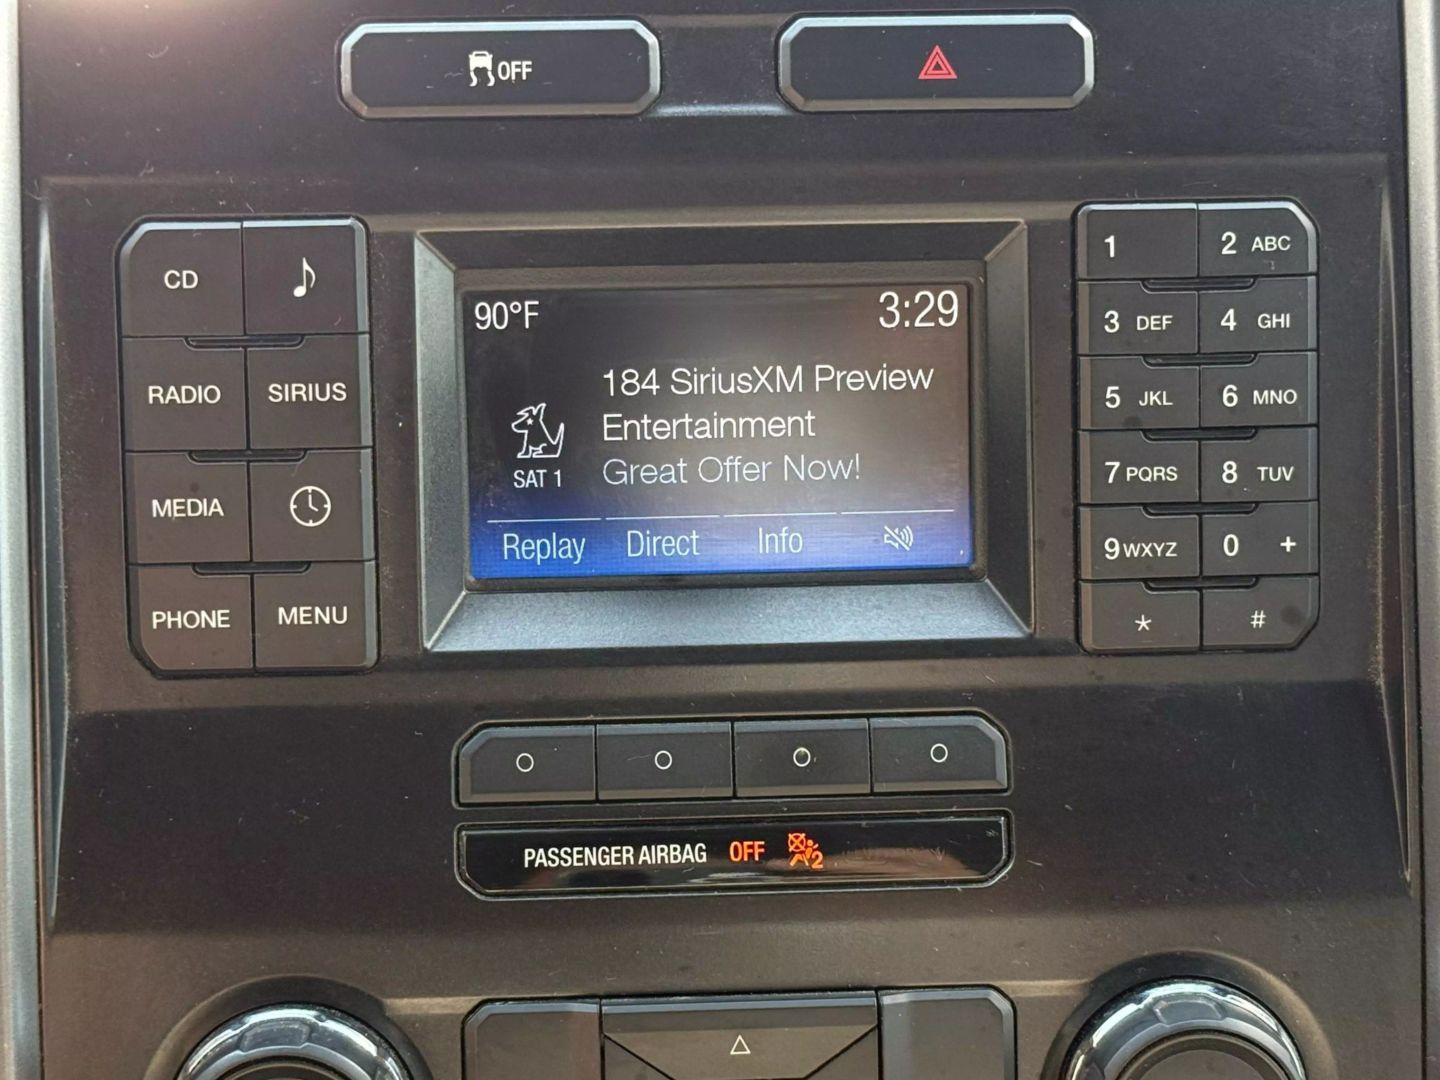 OFF
CD
RADIO SIRIUS
MEDIA
PHONE MENU
90°F 3:29
184 SiriusXM Preview
Entertainment
Great Offer Now!
SAT 1
Replay Direct Info
1 2 ABC
3 DEF 4 GHI
5 JKL 6 MNO
7 PQRS 8 TUV
9 WXYZ 0 +
* #
PASSENGER AIRBAG OFF 2